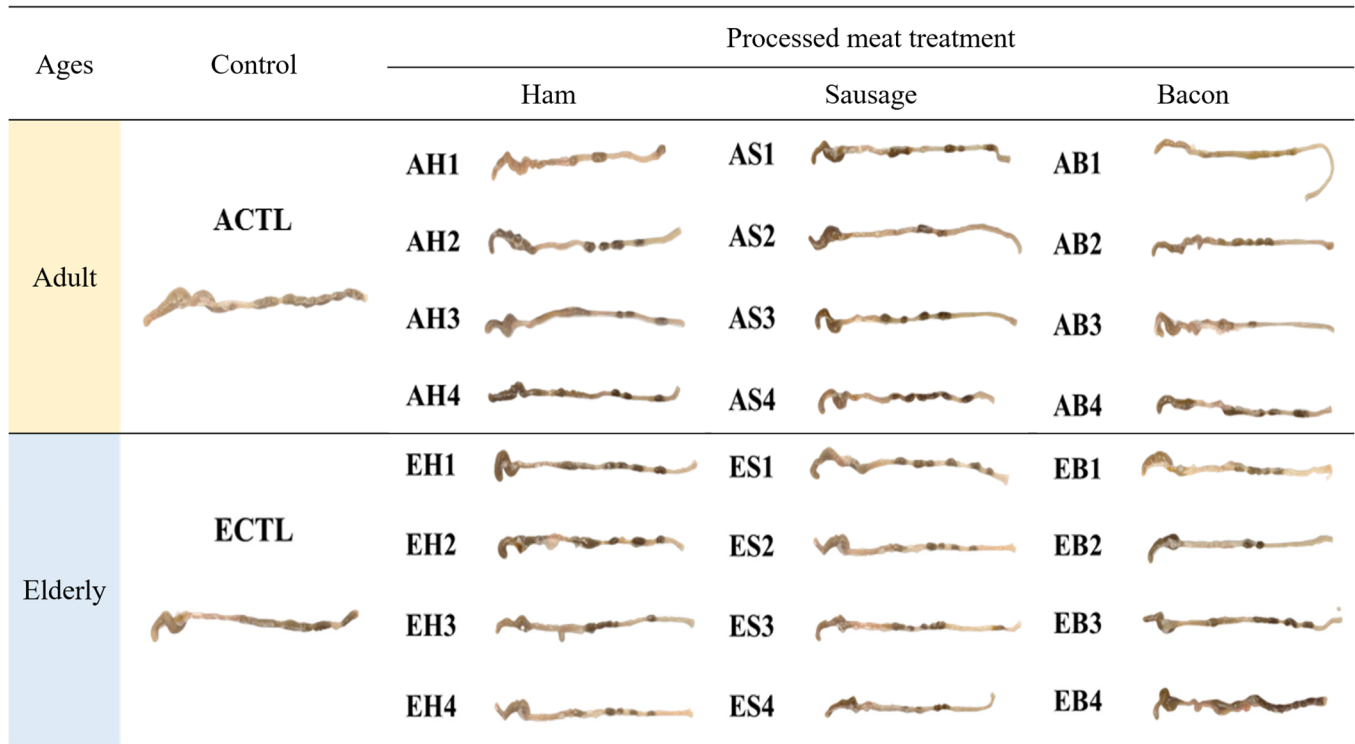 Ages
Control
Processed meat treatment
Ham
Sausage
Bacon
Adult
ACTL
AH1
AS1
AB1
AH2
AS2
AB2
AH3
AS3
AB3
AH4
AS4
AB4
Elderly
ECTL
EH1
ES1
EB1
EH2
ES2
EB2
EH3
ES3
EB3
EH4
ES4
EB4